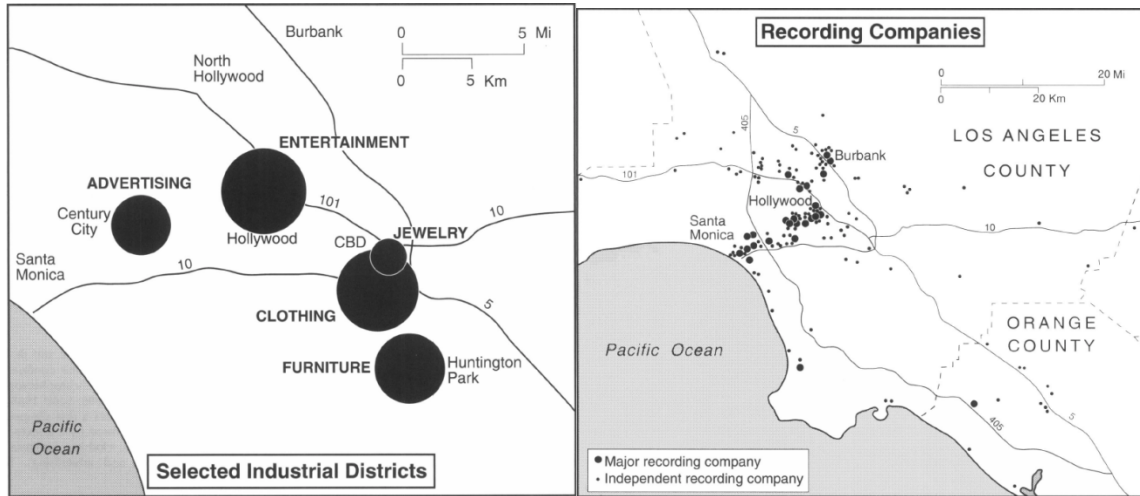 Burbank
0 5 Mi
0 5
Km
North
Hollywood
ENTERTAINMENT
ADVERTISING
Century
City
Hollywood
101
CBD
JEWELRY
10
Santa
Monica
10
5
CLOTHING
FURNITURE
Huntington
Park
Pacific
Ocean
Selected Industrial Districts
Recording Companies
0 20 Mi
0 20 Km
405
5
LOS ANGELES
COUNTY
Burbank
101
Hollywood
Santa
Monica
10
10
ORANGE
COUNTY
Pacific Ocean
405
5
Major recording company
Independent recording company